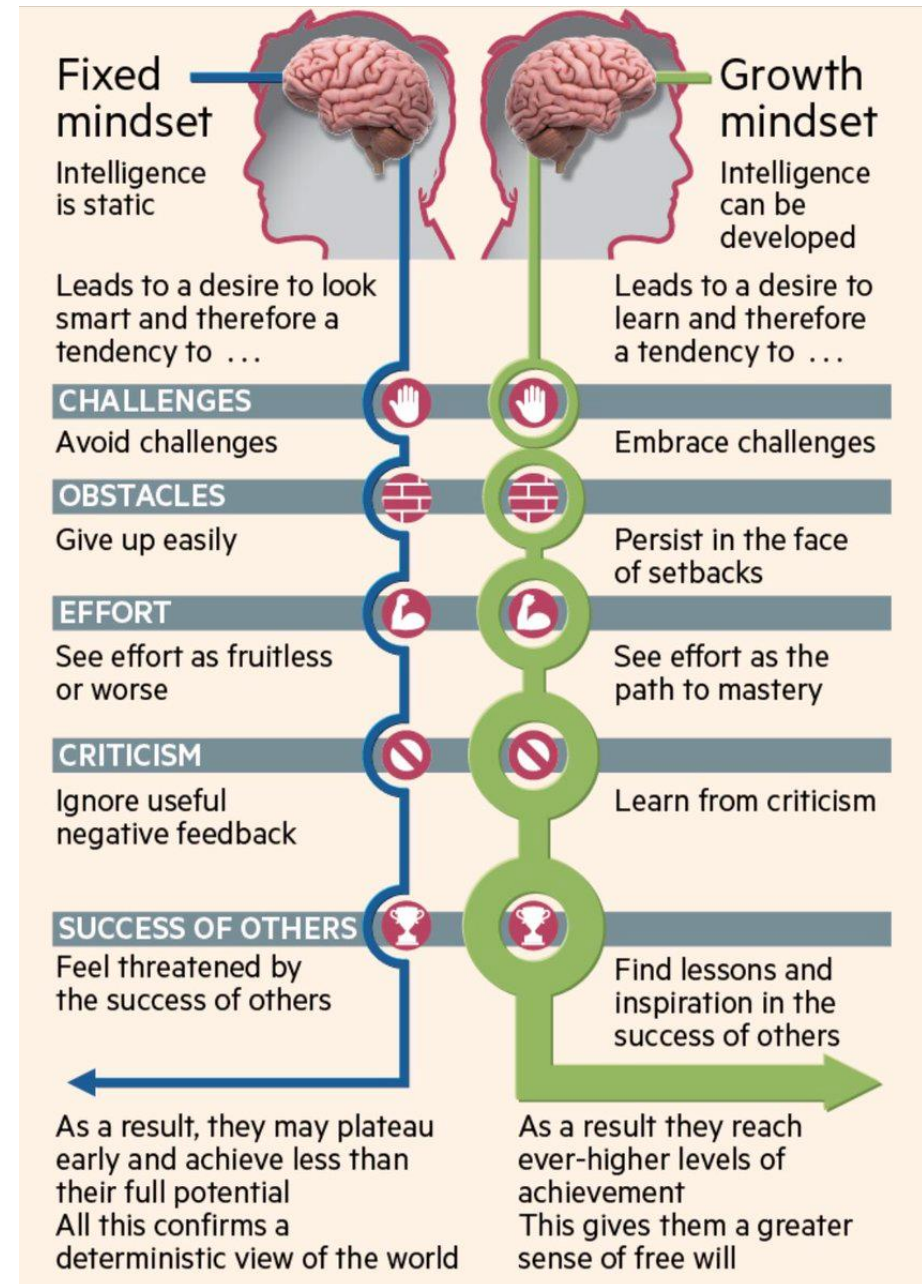 Fixed
mindset
Intelligence
is static
Growth
mindset
Intelligence
can be
developed
Leads to a desire to look
smart and therefore a
tendency to ...
Leads to a desire to
learn and therefore
a tendency to ...
CHALLENGES
Avoid challenges
Embrace challenges
OBSTACLES
Give up easily
Persist in the face
of setbacks
EFFORT
See effort as fruitless
or worse
See effort as the
path to mastery
CRITICISM
Ignore useful
negative feedback
Learn from criticism
SUCCESS OF OTHERS
Feel threatened by
the success of others
Find lessons and
inspiration in the
success of others
As a result, they may plateau
early and achieve less than
their full potential
All this confirms a
deterministic view of the world
As a result they reach
ever-higher levels of
achievement
This gives them a greater
sense of free will